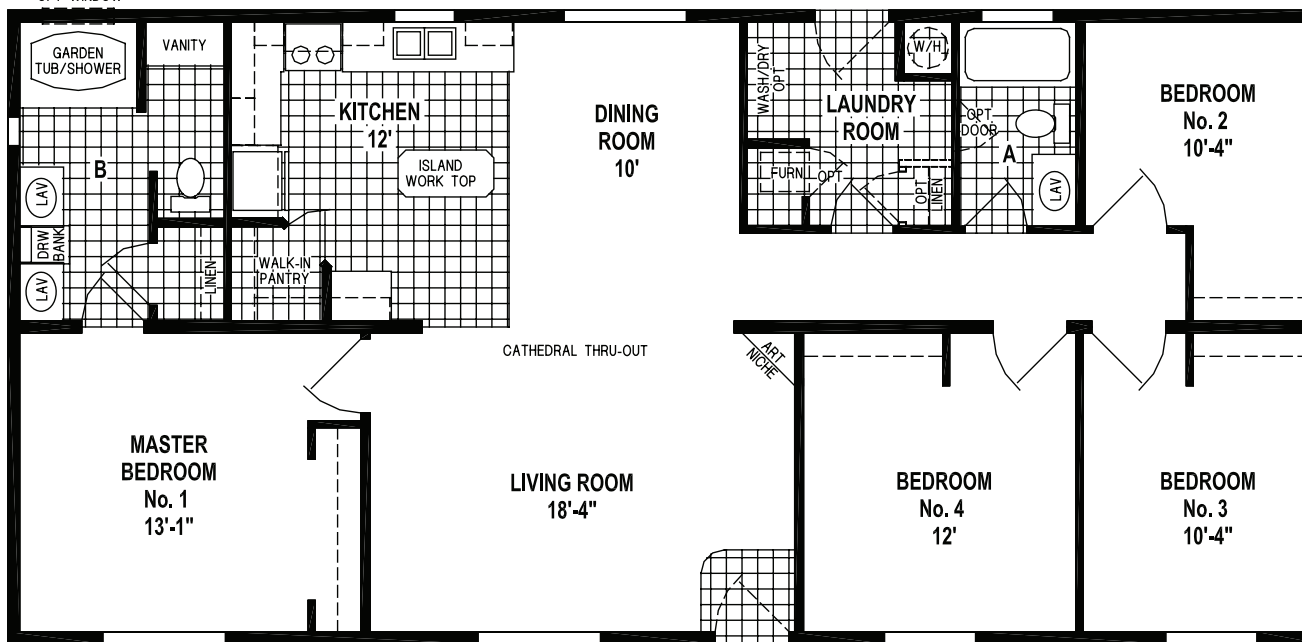 OPT WINDOW
GARDEN
TUB/SHOWER
VANITY
KITCHEN
12'
ISLAND
WORK TOP
DINING
ROOM
10'
WASH/DRY
OPT
W/H
LAUNDRY
ROOM
FURN
OPT
OPT
LINEN
OPT
DOOR
A
LAV
BEDROOM
No. 2
10'-4"
B
LAV
DRW
BANK
LAV
LINEN
WALK-IN
PANTRY
CATHEDRAL THRU-OUT
ART
NICHE
MASTER
BEDROOM
No. 1
13'-1"
LIVING ROOM
18'-4"
BEDROOM
No. 4
12'
BEDROOM
No. 3
10'-4"